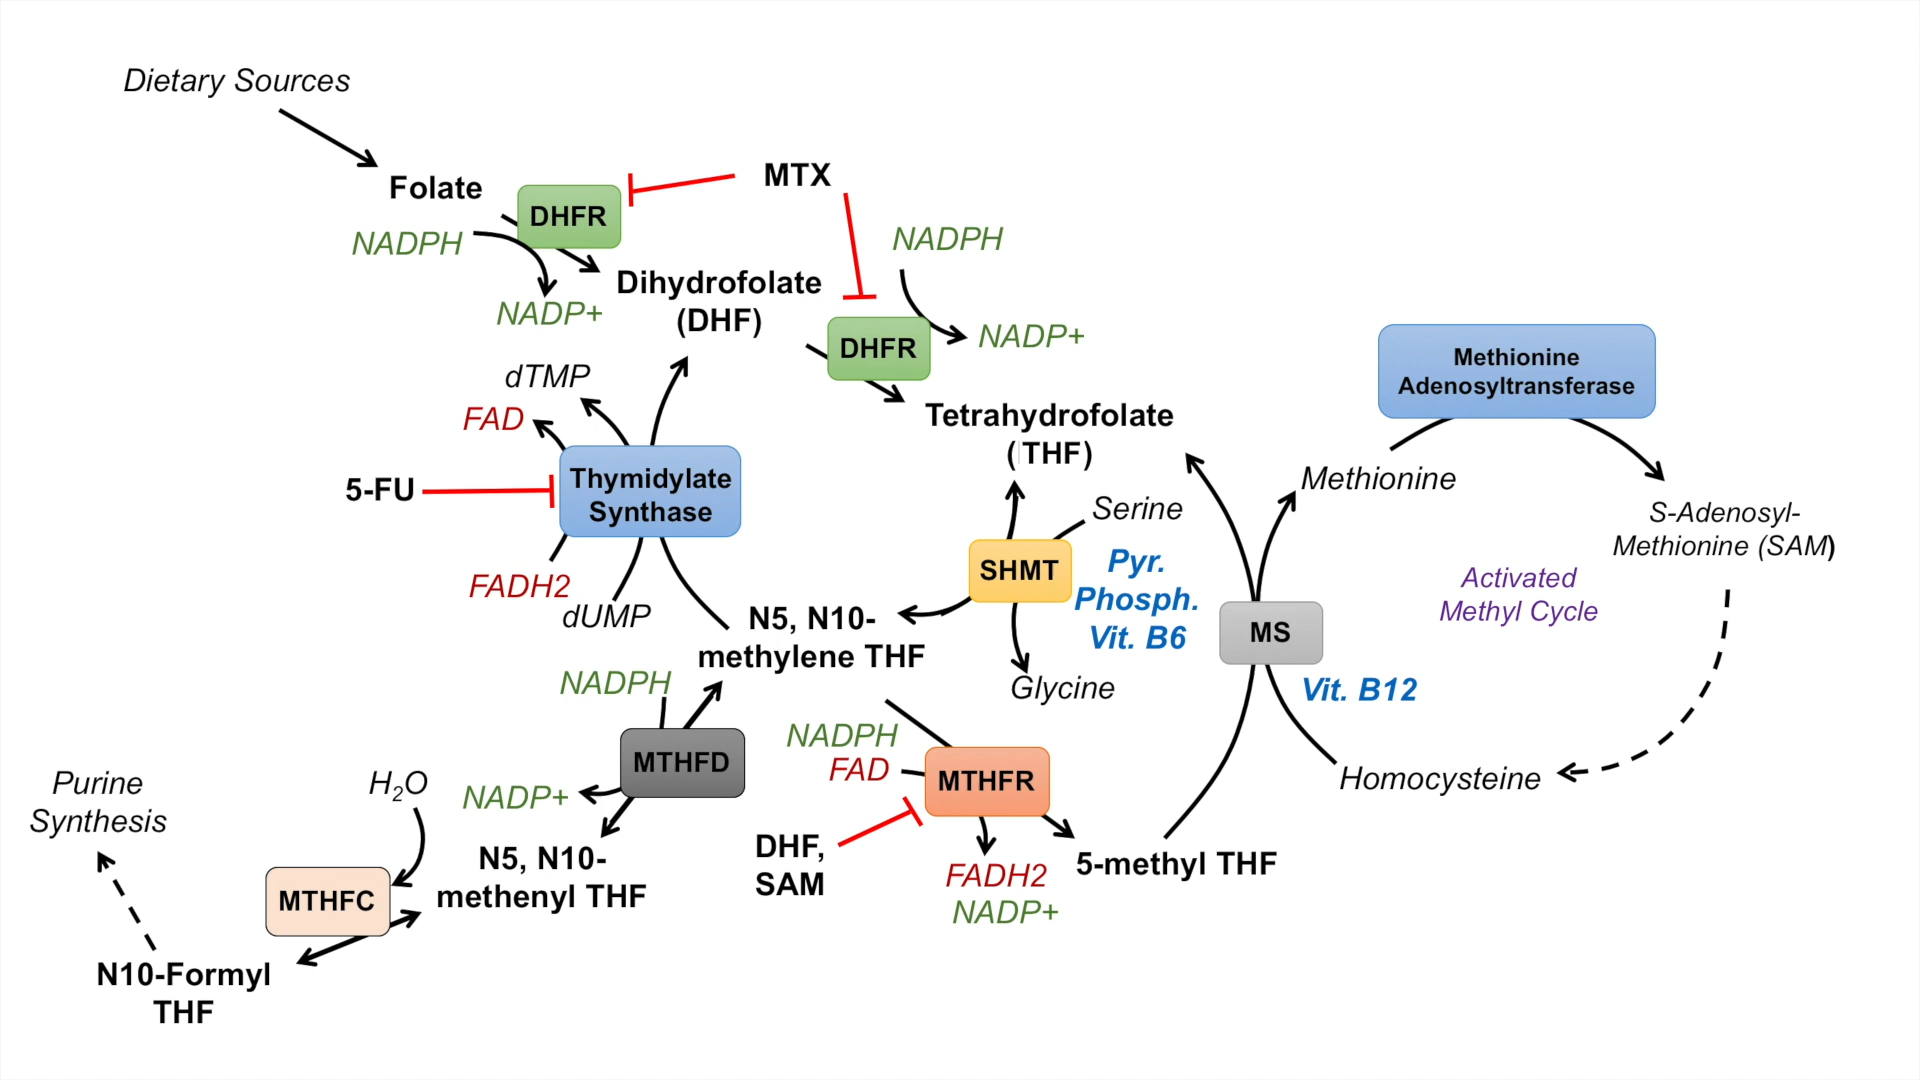 Dietary Sources
Folate
DHFR
MTX
NADPH
NADP+
Dihydrofolate
(DHF)
NADPH
DHFR
NADP+
dTMP
FAD
Thymidylate
Synthase
5-FU
FADH2
dUMP
Tetrahydrofolate
(THF)
Serine
SHMT
Pyr.
Phosph.
Vit. B6
Glycine
N5, N10-
methylene THF
Methionine
Adenosyltransferase
Methionine
S-Adenosyl-
Methionine (SAM)
Activated
Methyl Cycle
MS
Vit. B12
Homocysteine
NADPH
MTHFD
NADP+
NADPH
FAD
MTHFR
DHF,
SAM
FADH2
NADP+
5-methyl THF
Purine
Synthesis
H2O
N5, N10-
methenyl THF
MTHFC
N10-Formyl
THF